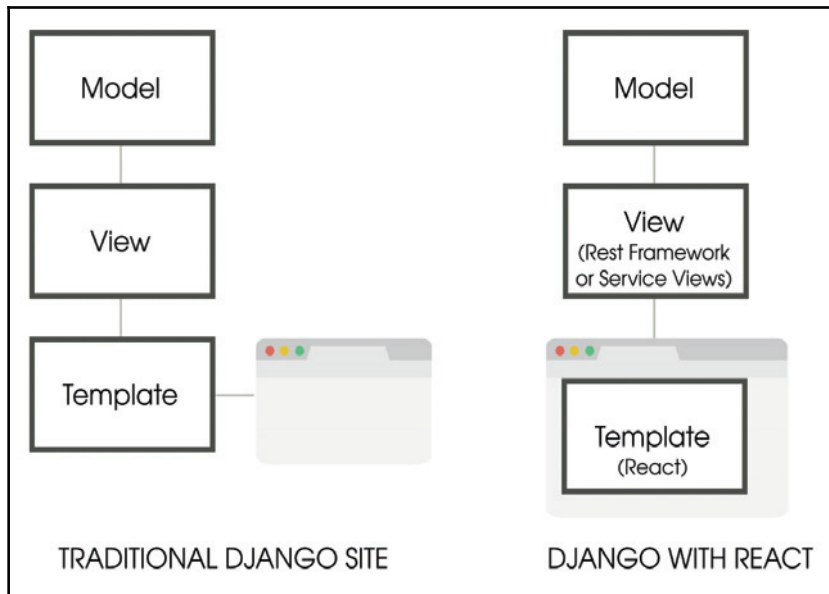 Model
View
Template
TRADITIONAL DJANGO SITE
Model
View
(Rest Framework
or Service Views)
Template
(React)
DJANGO WITH REACT